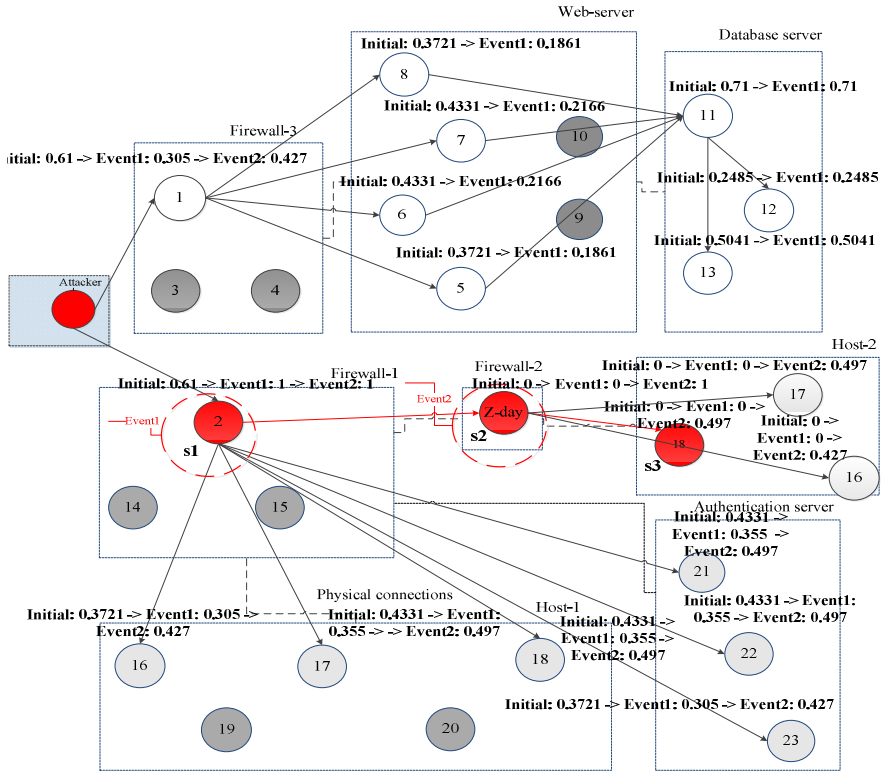 Web-server
Initial: 0.3721 -> Event1: 0.1861
Database server
8
Initial: 0.71 -> Event1: 0.71
Initial: 0.4331 -> Event1: 0.2166
11
Firewall-3
7
10
nitial: 0.61 -> Event1: 0.305 -> Event2: 0.427
Initial: 0.4331 -> Event1: 0.2166
Initial: 0.2485 -> Event1: 0.2485
1
6
9
12
Initial: 0.3721 -> Event1: 0.1861
Initial: 0.5041 -> Event1: 0.5041
13
Attacker
3
4
5
Host-2
Firewall-1
Firewall-2
Initial: 0 -> Event1: 0 -> Event2: 0.497
Initial: 0.61 -> Event1: 1 -> Event2: 1
Initial: 0 -> Event1: 0 -> Event2: 1
17
Event2
Initial: 0 -> Event1: 0 ->
Event2: 0.497
Event1
2
Z-day
Initial: 0
-> Event1:
0 ->
Event2: 0.427
s1
s2
18
s3
16
14
15
Authentication server
Initial: 0.4331 ->
Event1: 0.355 ->
Event2: 0.497
21
Physical connections
Host-1
Initial: 0.4331 -> Event1:
0.355 -> Event2: 0.497
Initial: 0.3721 -> Event1: 0.305 ->
Event2: 0.427
Initial: 0.4331 -> Event1:
0.355 -> -> Event2: 0.497
Initial: 0.4331 ->
Event1: 0.355 ->
Event2: 0.497
16
17
18
22
Initial: 0.3721 -> Event1: 0.305 -> Event2: 0.427
19
20
23